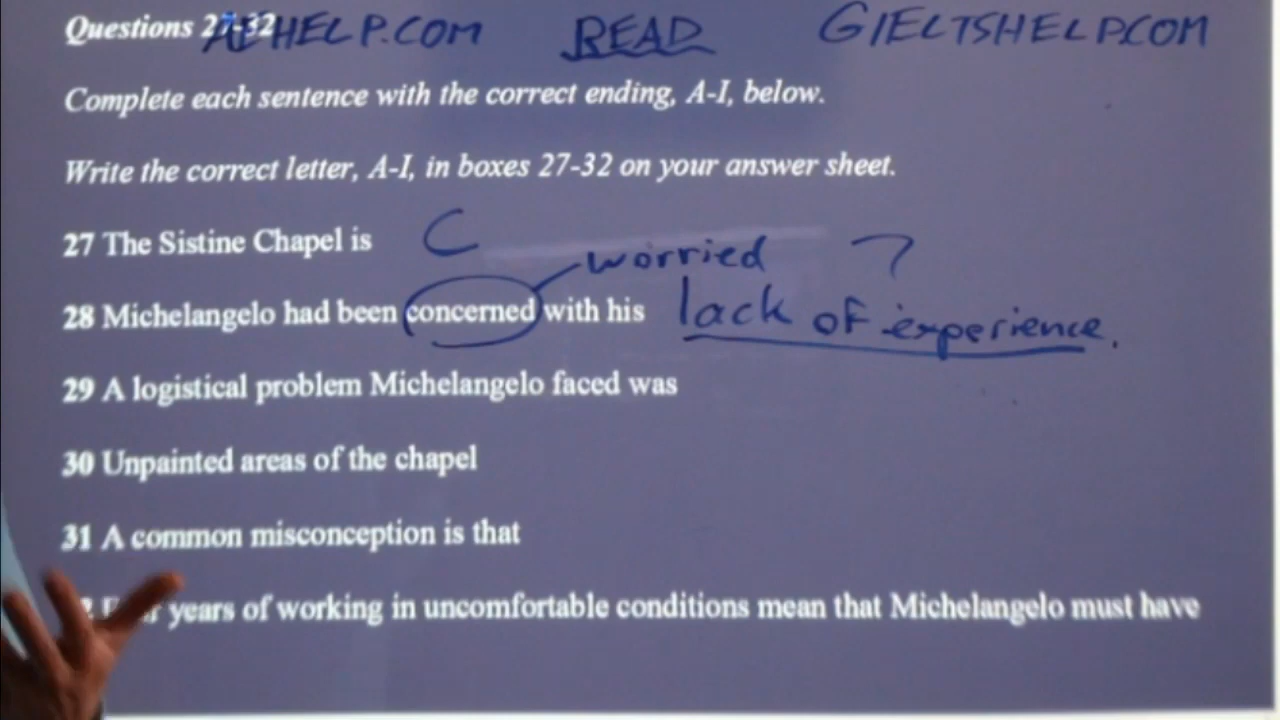 Questions 27-32 AEHELP.COM READ GIELTSHELP.COM
Complete each sentence with the correct ending, A-I, below.
Write the correct letter, A-I, in boxes 27-32 on your answer sheet.
27 The Sistine Chapel is C
worried ?
28 Michelangelo had been concerned with his lack of experience.
29 A logistical problem Michelangelo faced was
30 Unpainted areas of the chapel
31 A common misconception is that
years of working in uncomfortable conditions mean that Michelangelo must have